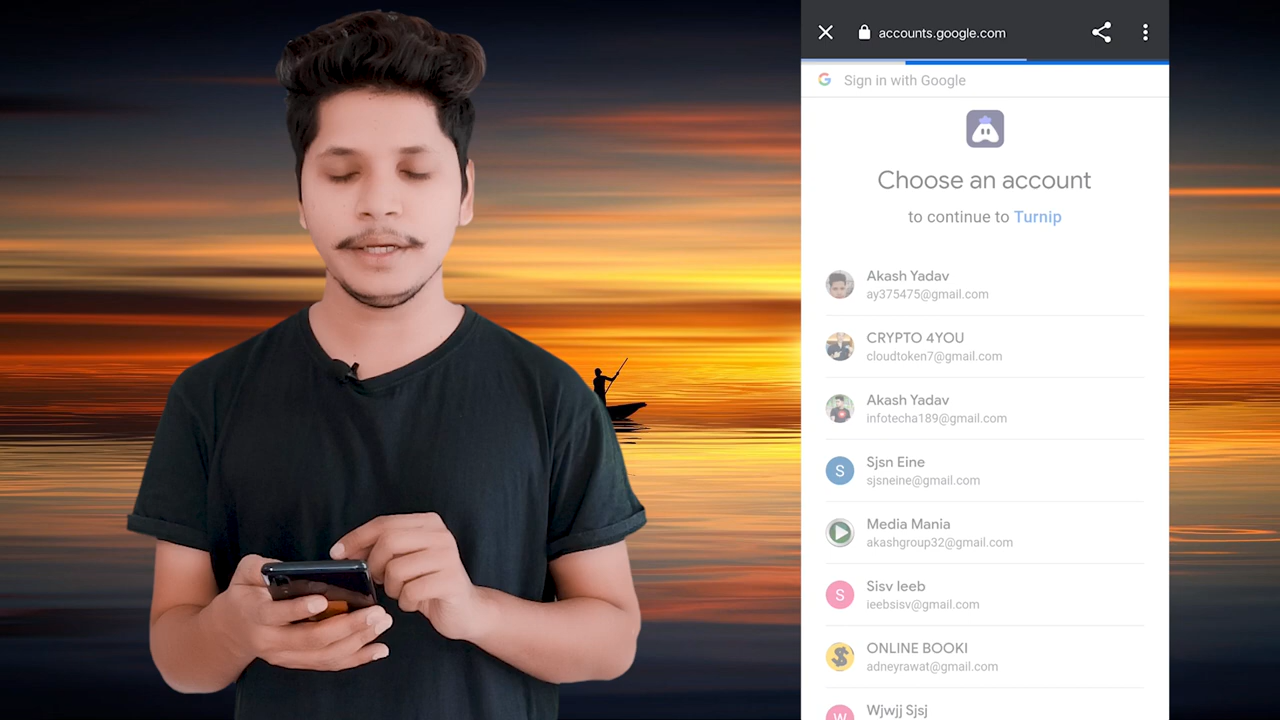 accounts.google.com
Sign in with Google
Choose an account
to continue to Turnip
Akash Yadav
ay375475@gmail.com
CRYPTO 4YOU
cloudtoken7@gmail.com
Akash Yadav
infotecha189@gmail.com
S
Sjsn Eine
sjsneine@gmail.com
Media Mania
akashgroup32@gmail.com
S
Sisv Ieeb
ieebsisv@gmail.com
ONLINE BOOKI
adneyrawat@gmail.com
W
Wjwjj Sjsj